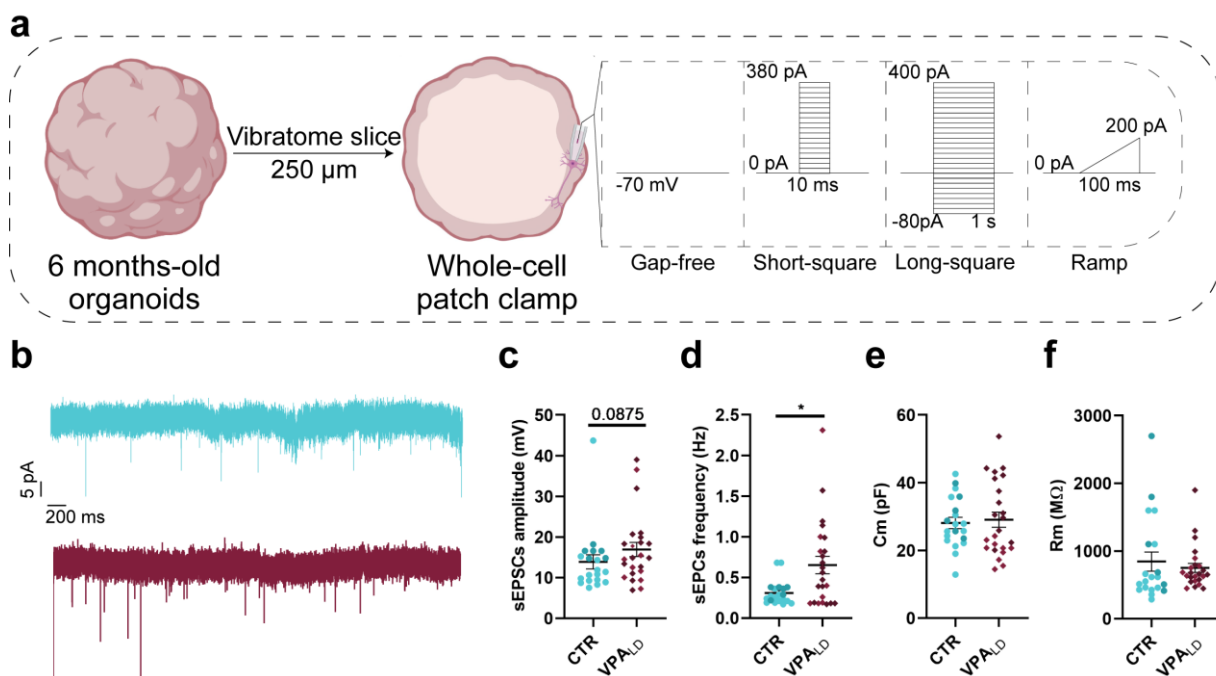 a
Vibratome slice
250 µm
6 months-old
organoids
Whole-cell
patch clamp
-70 mV
Gap-free
380 pA
0 pA
10 ms
Short-square
400 pA
-80pA
1 s
Long-square
200 pA
0 pA
100 ms
Ramp
b
5 pA
200 ms
c
sEPSCs amplitude (mV)
50
40
30
20
10
0
0.0875
CTR
VPALD
d
sEPCs frequency (Hz)
2.5
2.0
1.5
1.0
0.5
0.0
*
CTR
VPALD
e
Cm (pF)
60
40
20
0
CTR
VPALD
f
Rm (MΩ)
3000
2000
1000
500
0
CTR
VPALD